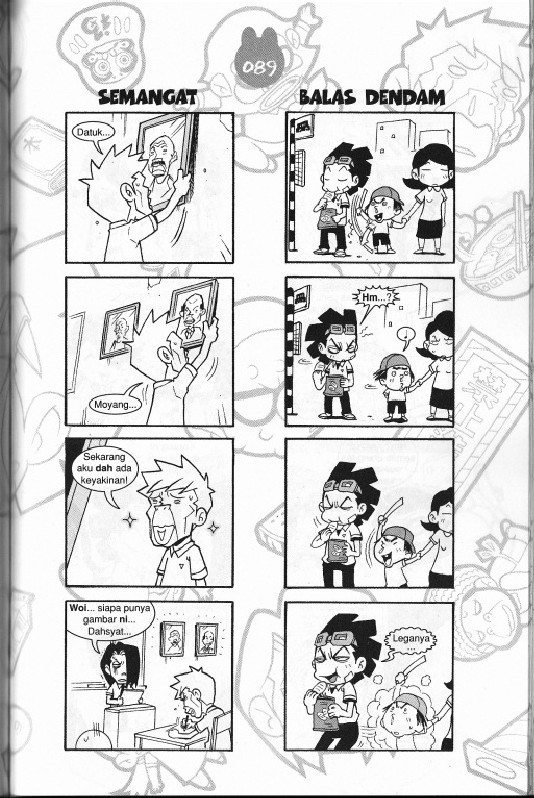 089
SEMANGAT
Datuk...
Moyang...
Sekarang
aku dah ada
keyakinan!
Woi... siapa punya
gambar ni...
Dahsyat...
BALAS DENDAM
Hm...?
!
Leganya
...